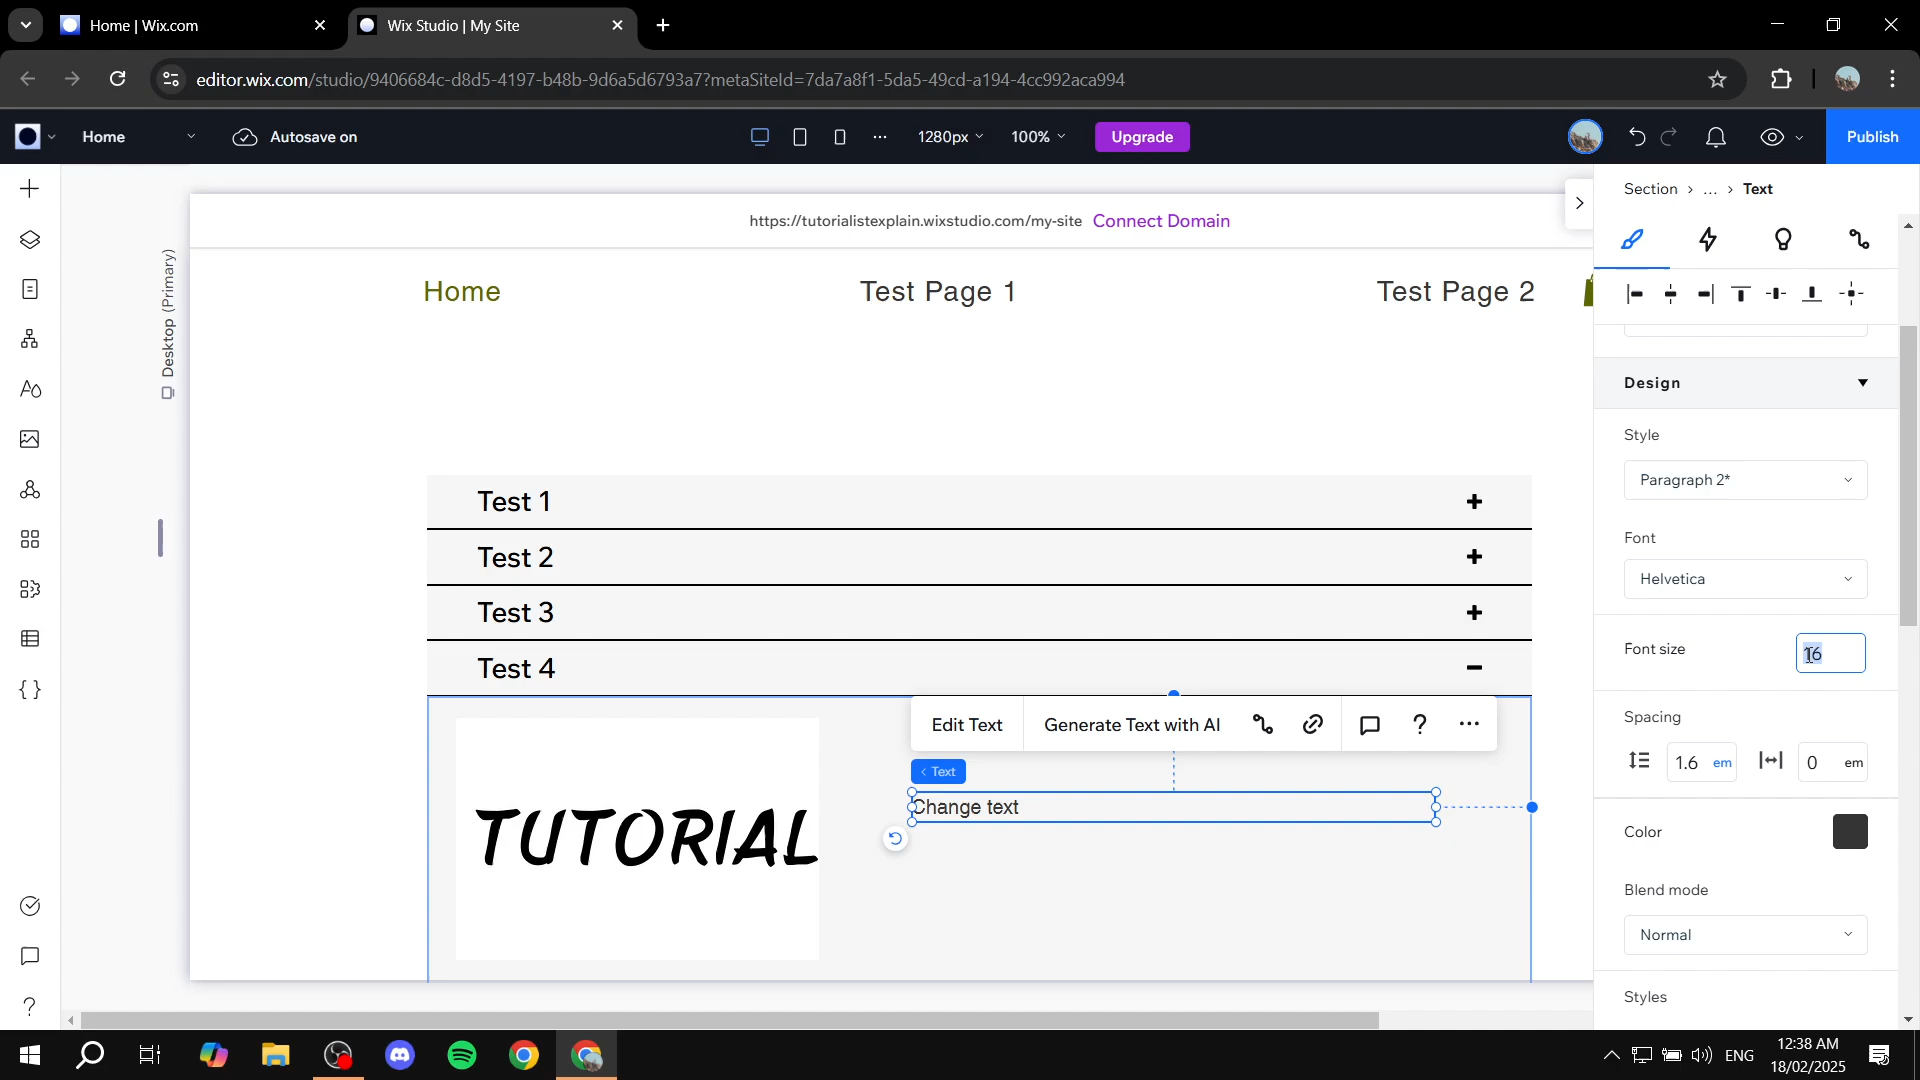 Home | Wix.com
Wix Studio | My Site
editor.wix.com/studio/9406684c-d8d5-4197-b48b-9d6a5d6793a7?metaSiteId=7da7a8f1-5da5-49cd-a194-4cc992aca994
Home
Autosave on
1280px
100%
Upgrade
Publish
https://tutorialistexplain.wixstudio.com/my-site Connect Domain
Desktop (Primary)
Home
Test Page 1
Test Page 2
Test 1
Test 2
Test 3
Test 4
Edit Text
Generate Text with AI
< Text
Change text
TUTORIAL
Section > ... > Text
Design
Style
Paragraph 2*
Font
Helvetica
Font size
16
Spacing
1.6 em
0 em
Color
Blend mode
Normal
Styles
ENG
12:38 AM
18/02/2025